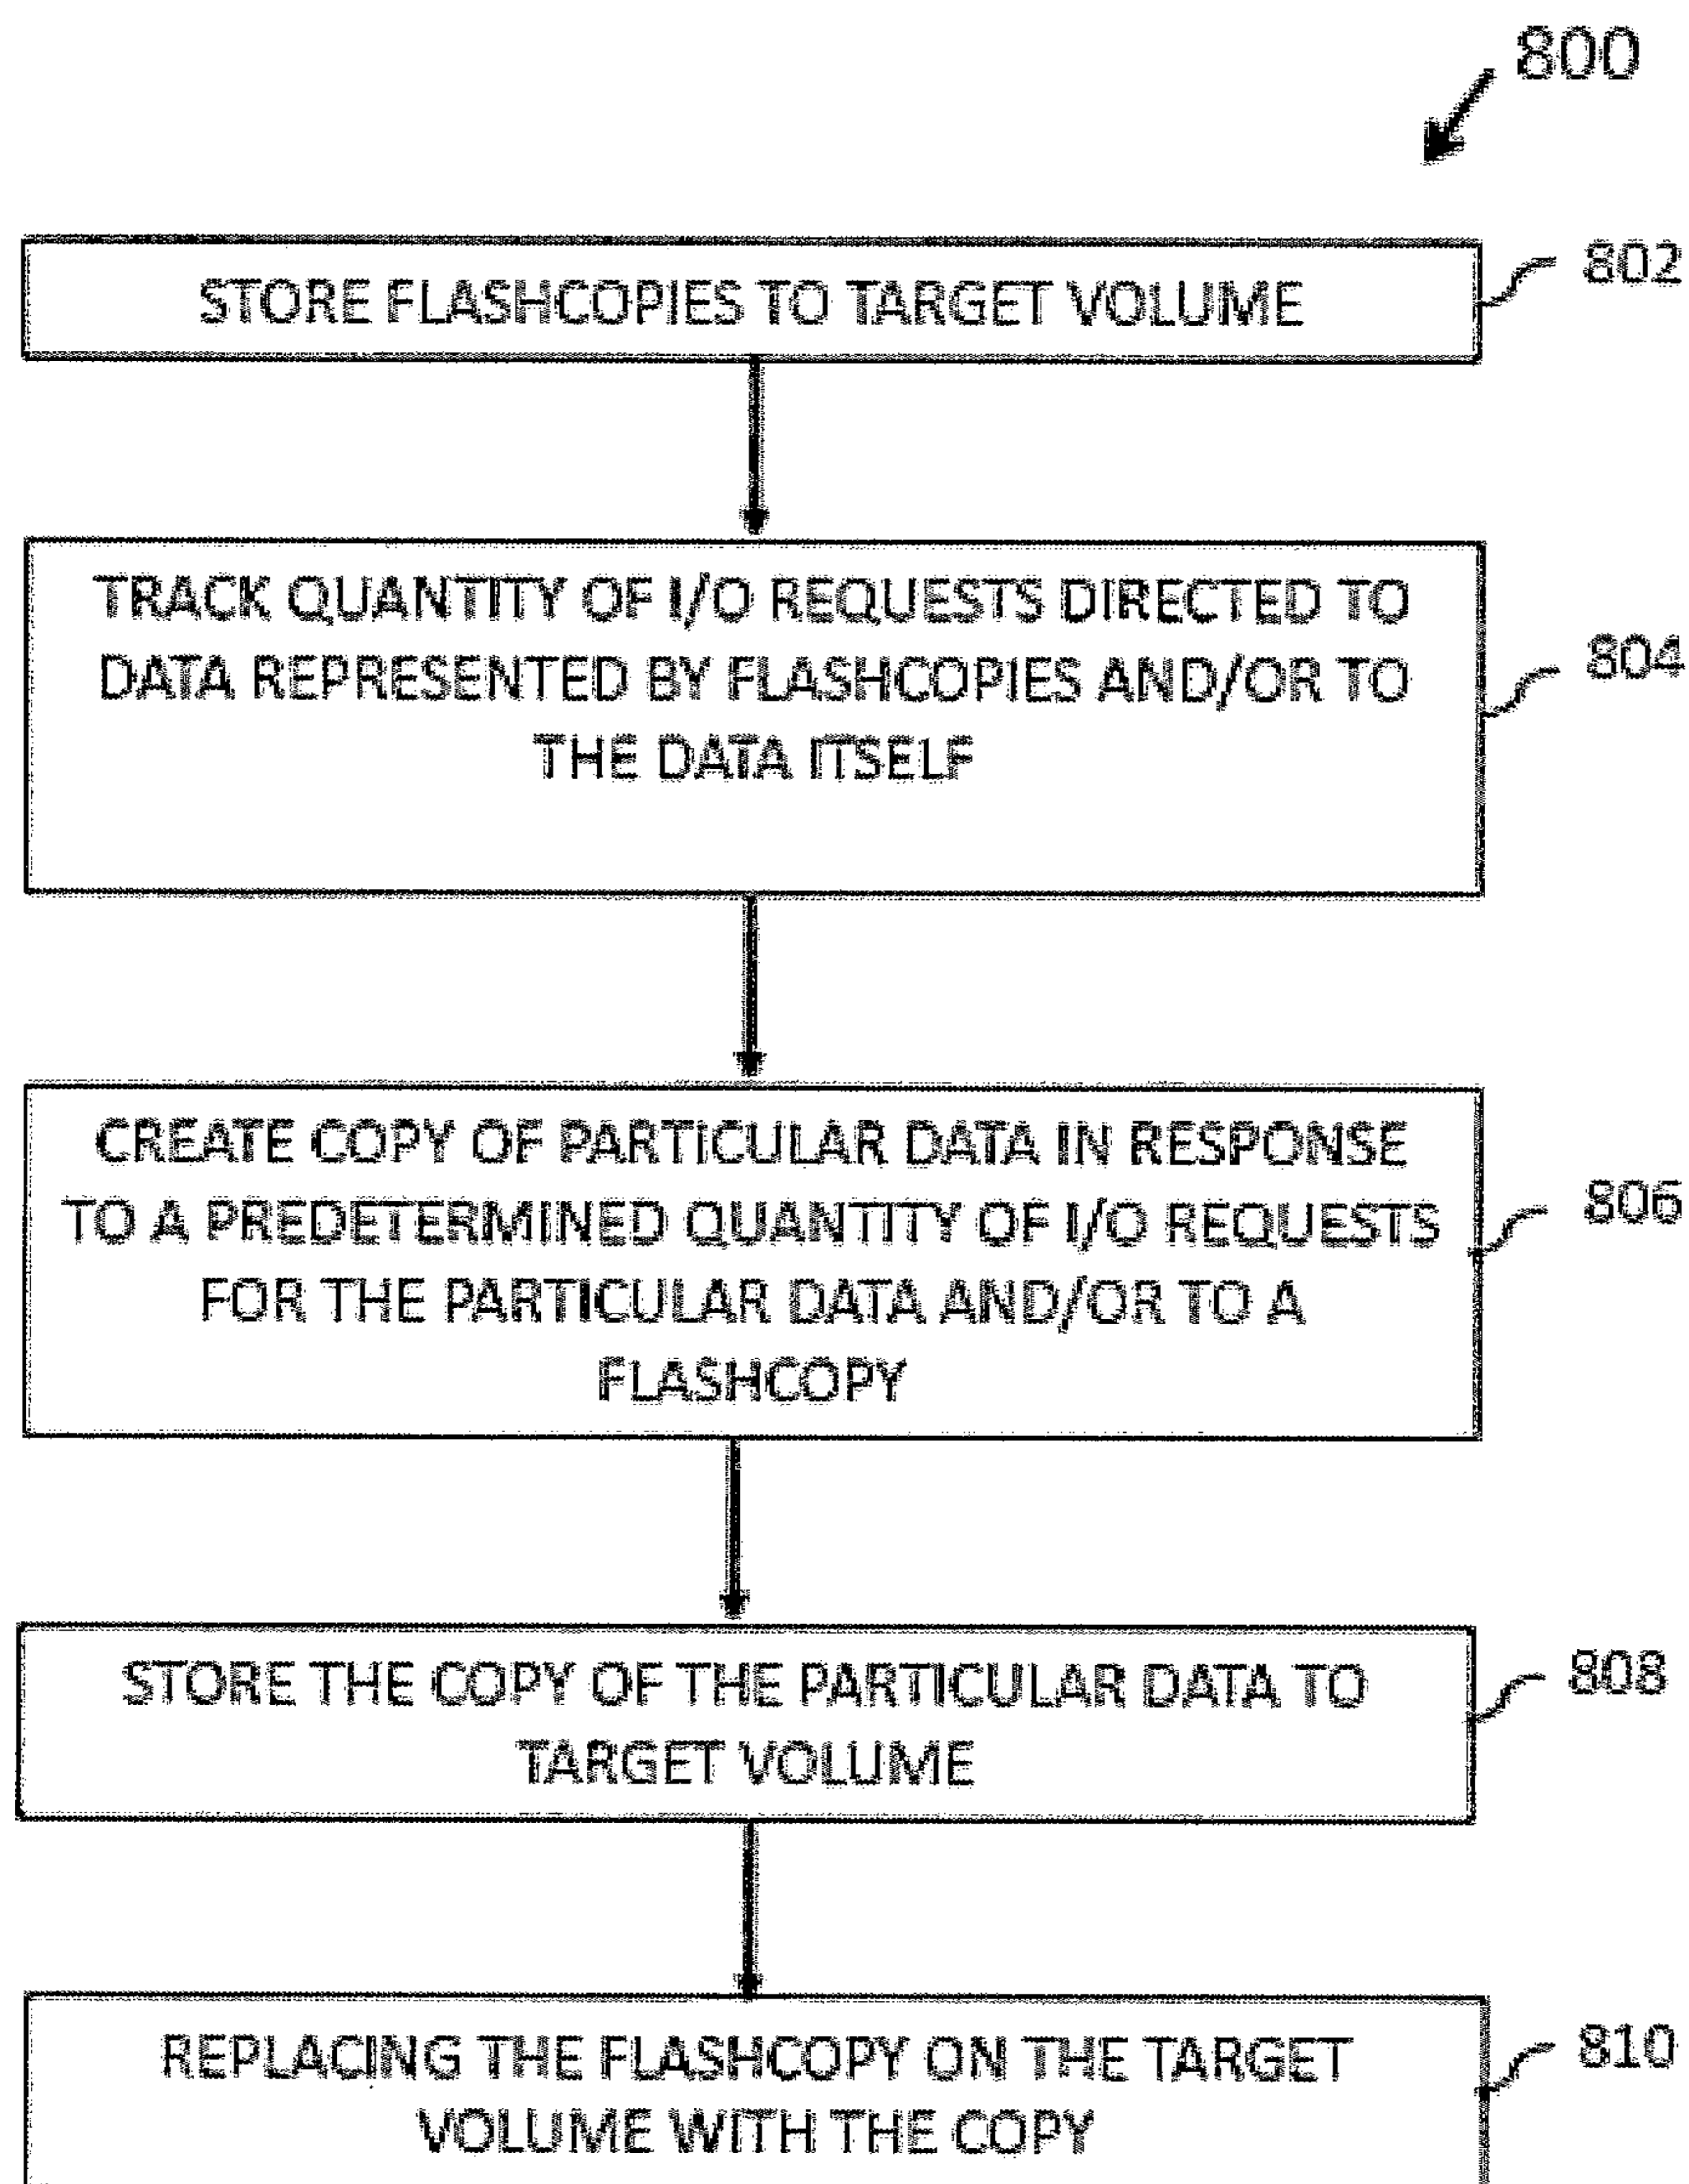 800
STORE FLASHCOPIES TO TARGET VOLUME
802
TRACK QUANTITY OF I/O REQUESTS DIRECTED TO
DATA REPRESENTED BY FLASHCOPIES AND/OR TO
THE DATA ITSELF
804
CREATE COPY OF PARTICULAR DATA IN RESPONSE
TO A PREDETERMINED QUANTITY OF I/O REQUESTS
FOR THE PARTICULAR DATA AND/OR TO A
FLASHCOPY
806
STORE THE COPY OF THE PARTICULAR DATA TO
TARGET VOLUME
808
REPLACING THE FLASHCOPY ON THE TARGET
VOLUME WITH THE COPY
810